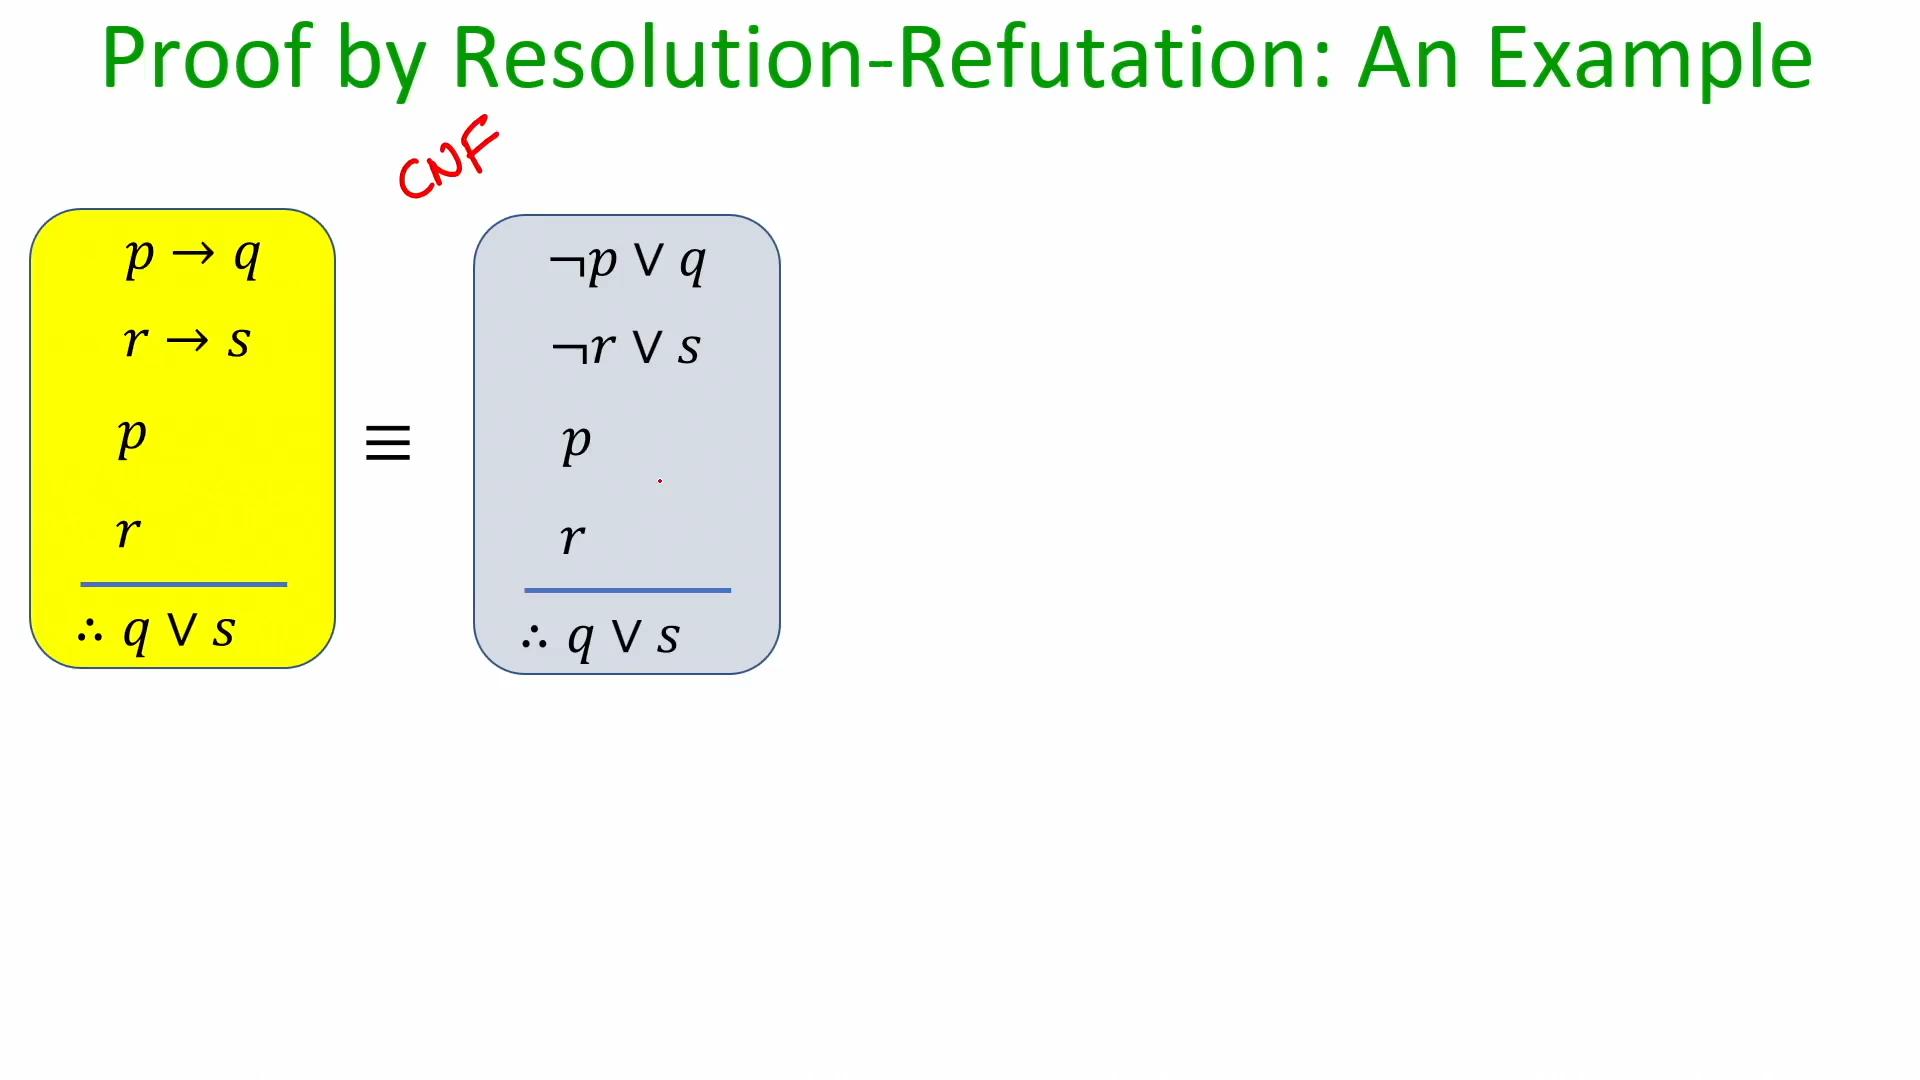 Proof by Resolution-Refutation: An Example
CNF
p → q
r → s
p
r
∴ q ∨ s
≡
¬p ∨ q
¬r ∨ s
p
r
∴ q ∨ s